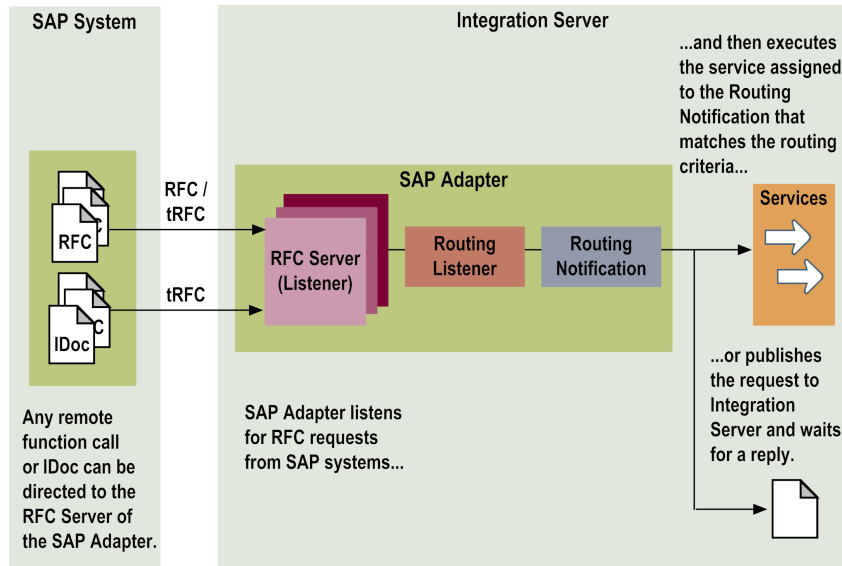 SAP System
Integration Server
...and then executes
the service assigned
to the Routing
Notification that
matches the routing
criteria...
RFC /
tRFC
SAP Adapter
Services
C
RFC
RFC Server
(Listener)
Routing
Listener
Routing
Notification
tRFC
C
IDoc
...or publishes
the request to
Integration
Server and waits
for a reply.
Any remote
function call
or IDoc can be
directed to the
RFC Server of
the SAP Adapter.
SAP Adapter listens
for RFC requests
from SAP systems...